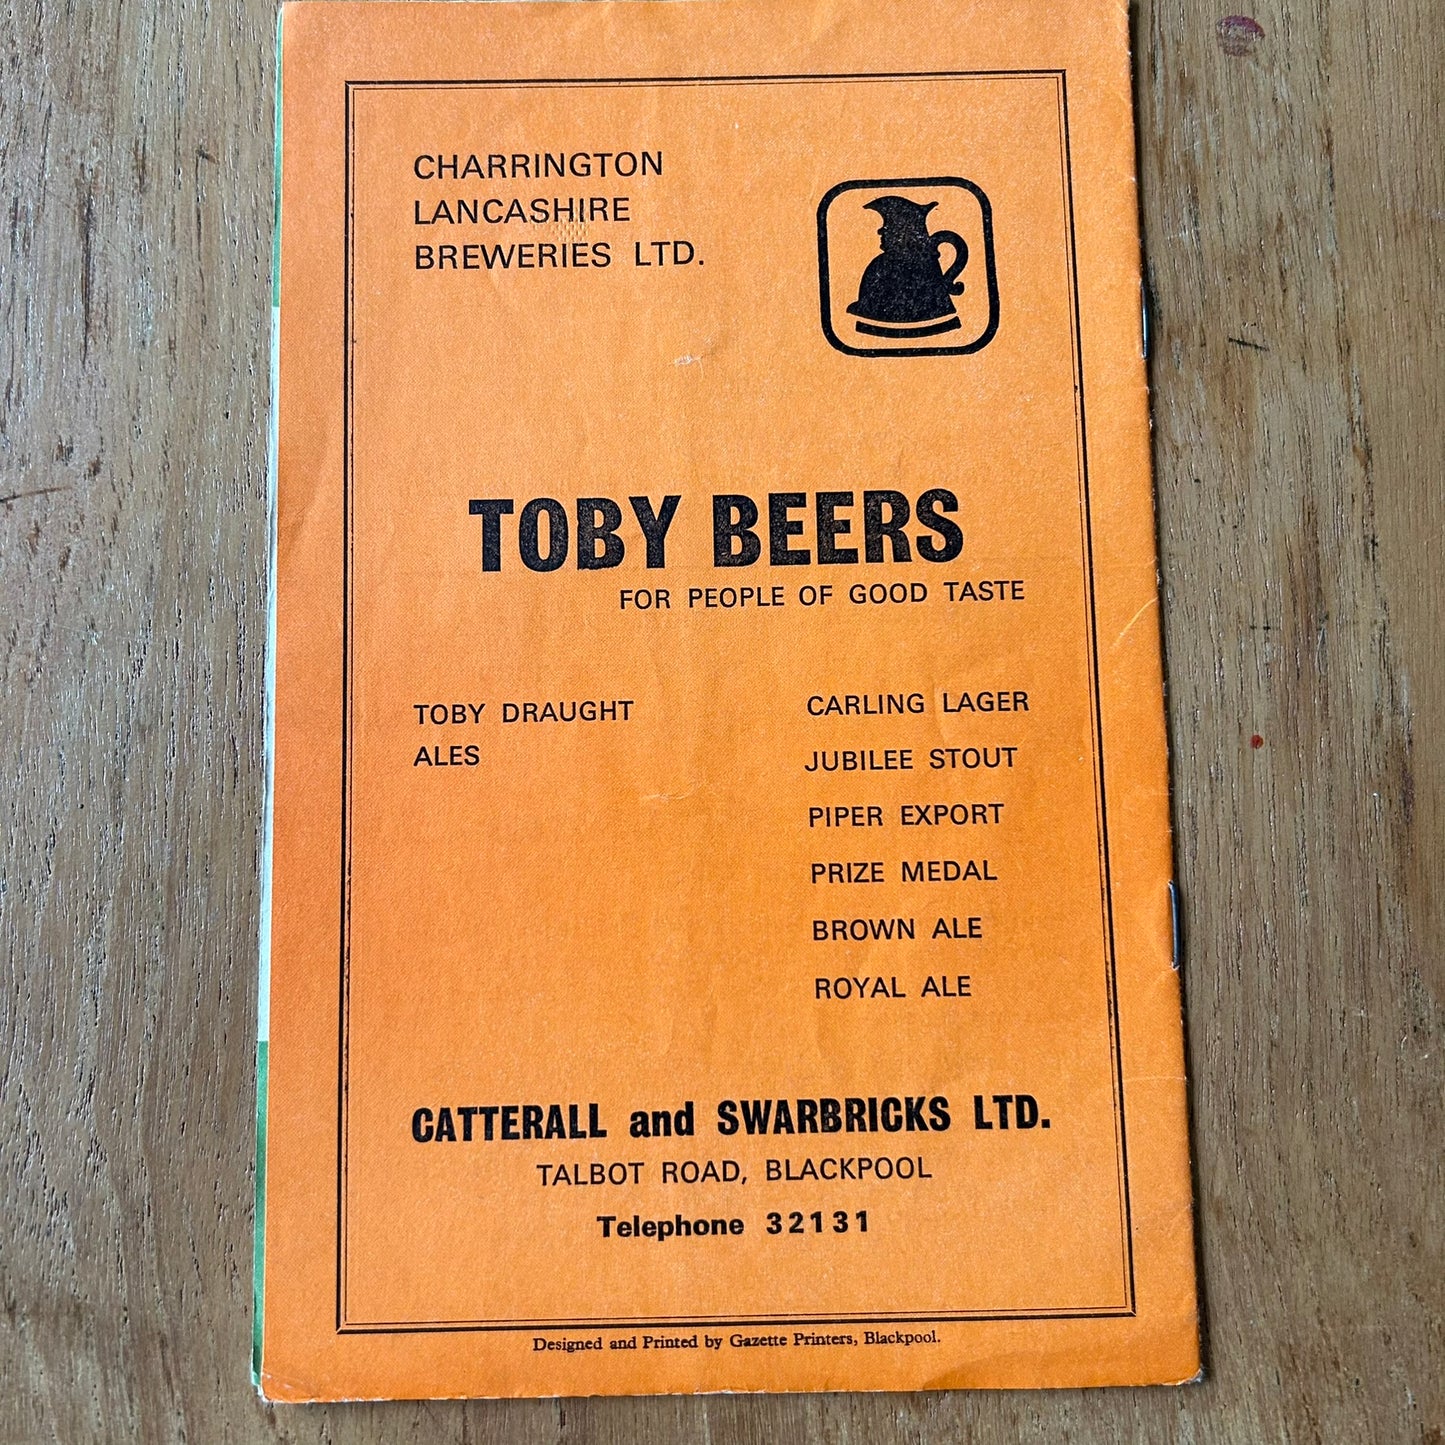 CHARRINGTON
LANCASHIRE
BREWERIES LTD.
TOBY BEERS
FOR PEOPLE OF GOOD TASTE
TOBY DRAUGHT
ALES
CARLING LAGER
JUBILEE STOUT
PIPER EXPORT
PRIZE MEDAL
BROWN ALE
ROYAL ALE
CATTERALL and SWARBRICKS LTD.
TALBOT ROAD, BLACKPOOL
Telephone 32131
Designed and Printed by Gazette Printers, Blackpool.